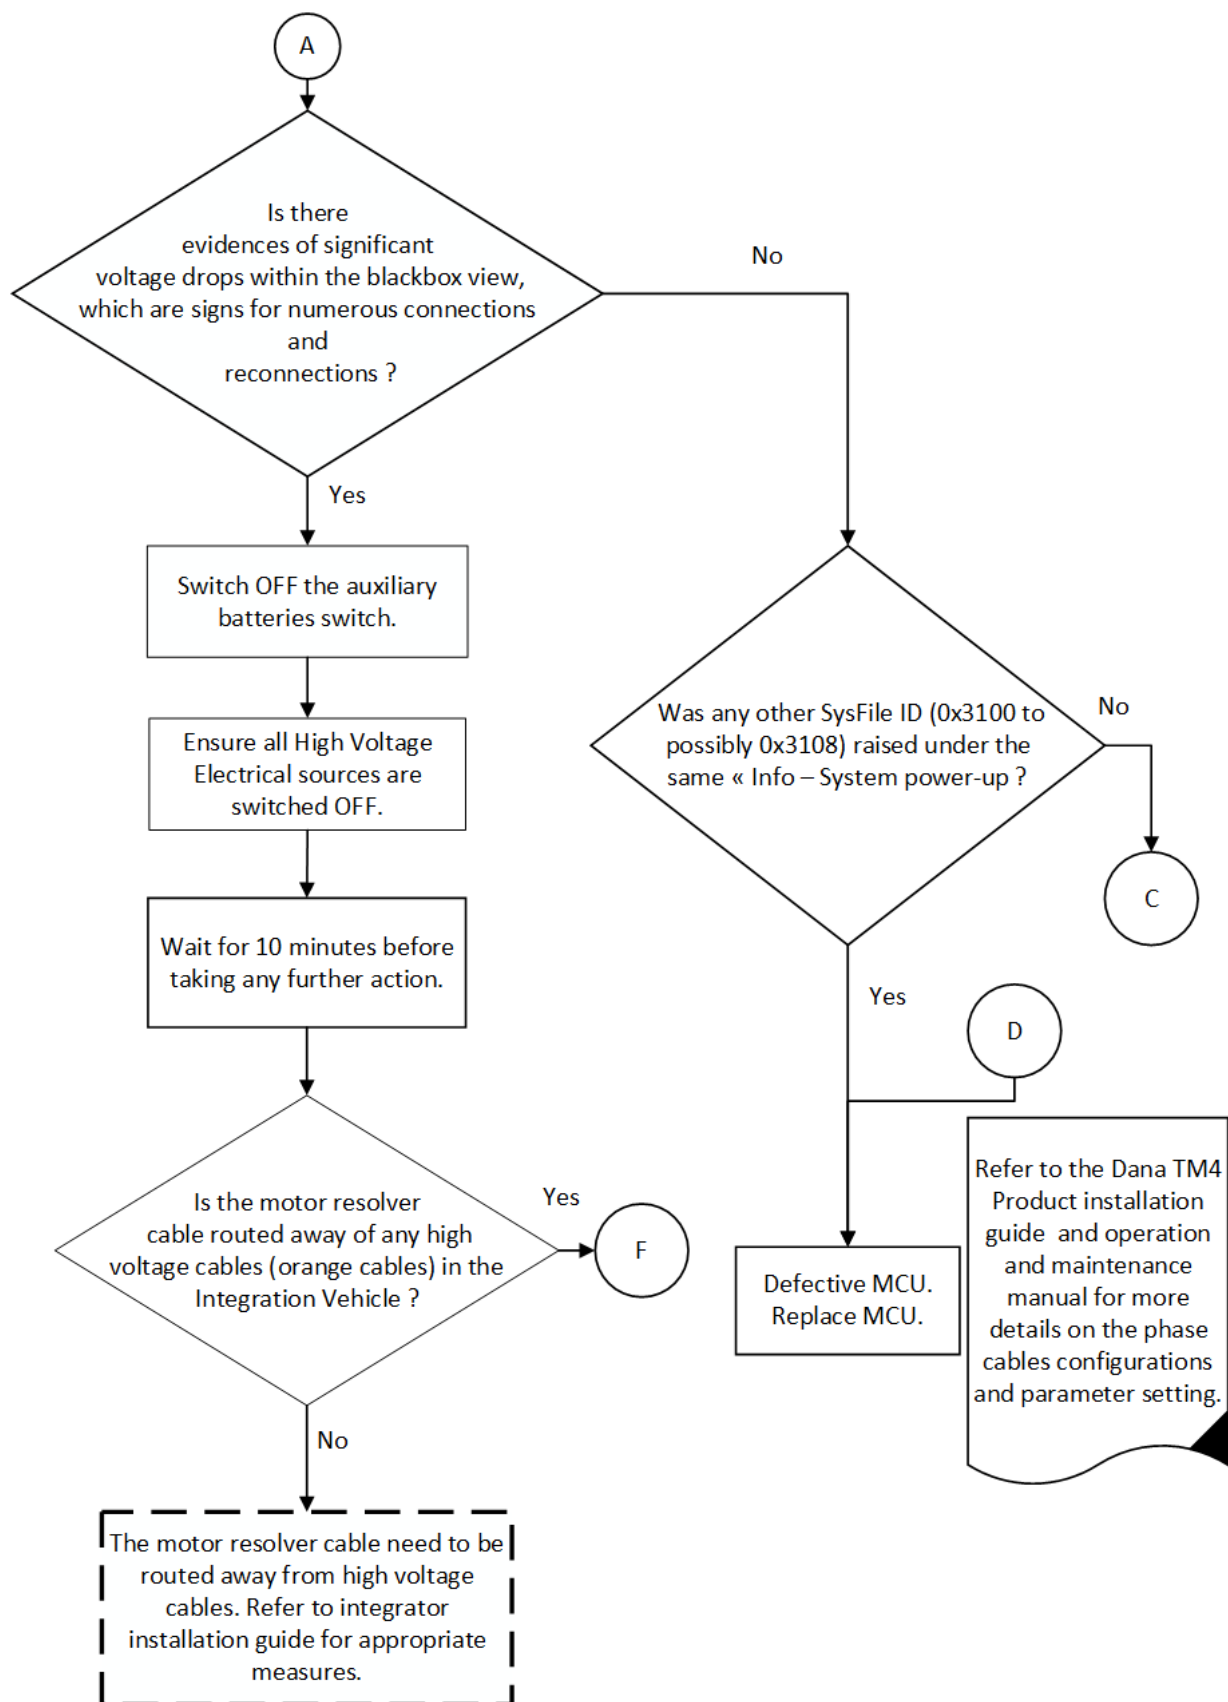 A
Is there
evidences of significant
voltage drops within the blackbox view,
which are signs for numerous connections
and
reconnections ?
No
Yes
Switch OFF the auxiliary
batteries switch.
Ensure all High Voltage
Electrical sources are
switched OFF.
Wait for 10 minutes before
taking any further action.
Is the motor resolver
cable routed away of any high
voltage cables (orange cables) in the
Integration Vehicle ?
Yes
F
No
The motor resolver cable need to be
routed away from high voltage
cables. Refer to integrator
installation guide for appropriate
measures.
Was any other SysFile ID (0x3100 to
possibly 0x3108) raised under the
same « Info – System power-up ?
No
C
Yes
D
Defective MCU.
Replace MCU.
Refer to the Dana TM4
Product installation
guide and operation
and maintenance
manual for more
details on the phase
cables configurations
and parameter setting.